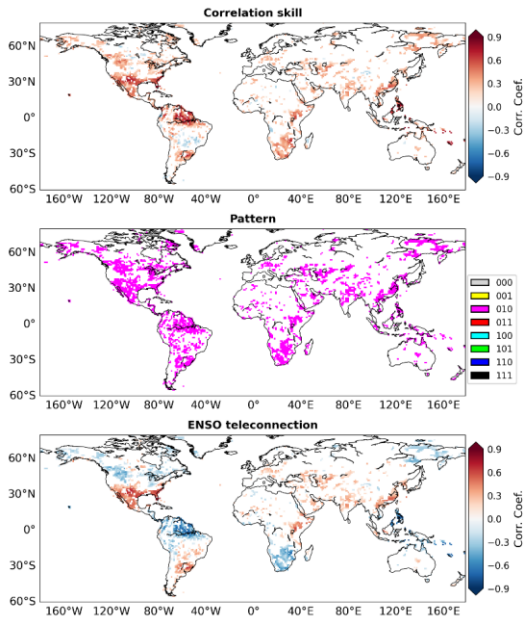 Correlation skill
60°N
30°N
0°
30°S
60°S
160°W 120°W 80°W 40°W 0° 40°E 80°E 120°E 160°E
0.9
0.6
0.3
0.0
−0.3
−0.6
−0.9
Corr. Coef.
Pattern
60°N
30°N
0°
30°S
60°S
160°W 120°W 80°W 40°W 0° 40°E 80°E 120°E 160°E
000
001
010
011
100
101
110
111
ENSO teleconnection
60°N
30°N
0°
30°S
60°S
160°W 120°W 80°W 40°W 0° 40°E 80°E 120°E 160°E
0.9
0.6
0.3
0.0
−0.3
−0.6
−0.9
Corr. Coef.